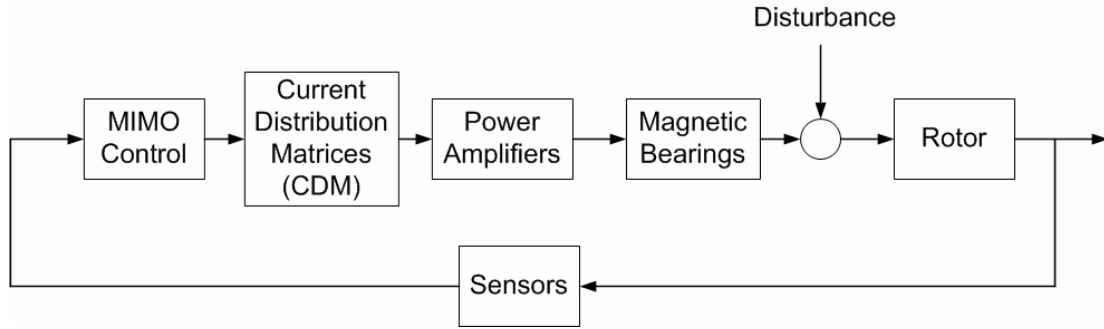 Disturbance
MIMO
Control
Current
Distribution
Matrices
(CDM)
Power
Amplifiers
Magnetic
Bearings
Rotor
Sensors